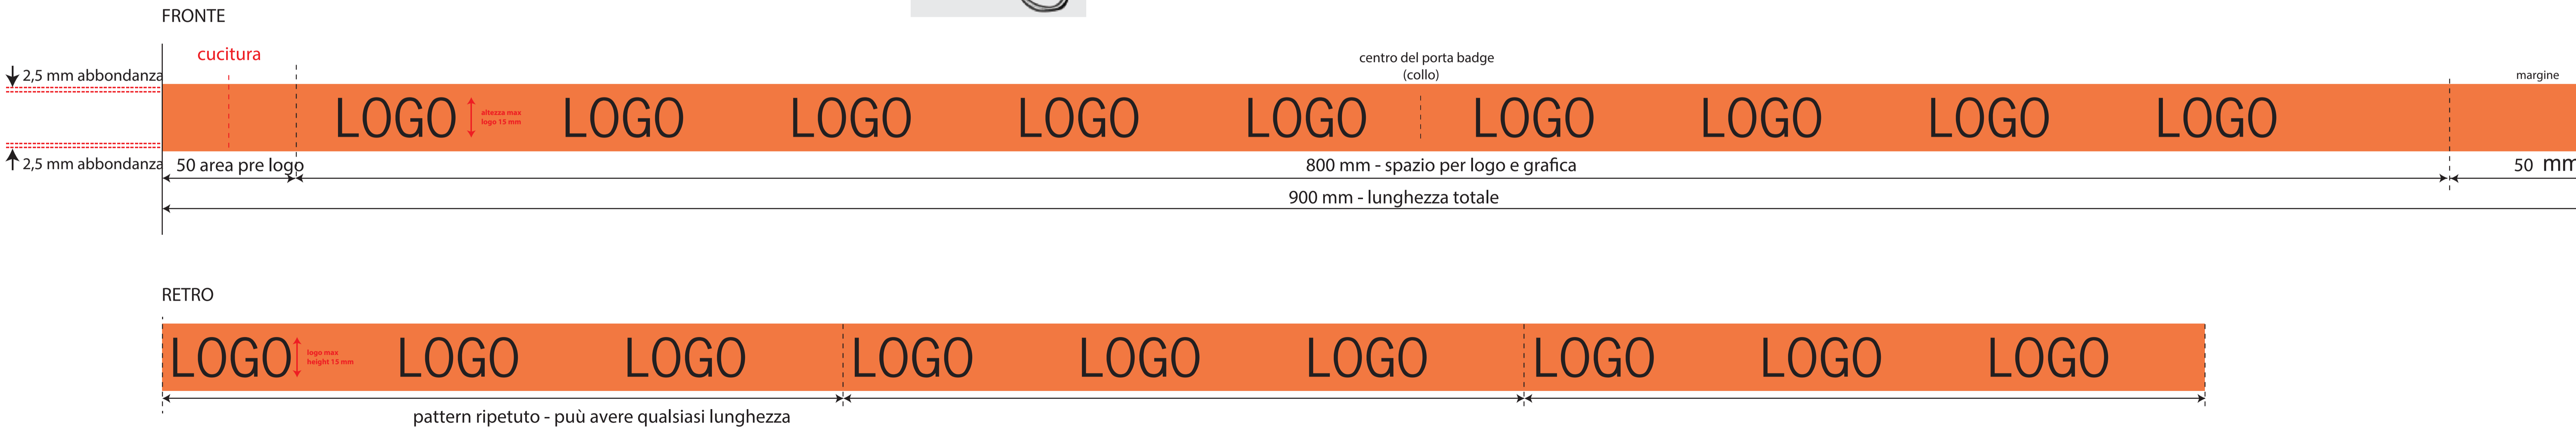 FRONTE
cucitura
centro del porta badge
(collo)
margine
2,5 mm abbondanza
LOGO LOGO LOGO LOGO LOGO LOGO LOGO LOGO LOGO
altezza max
logo 15 mm
2,5 mm abbondanza
50 area pre logo
800 mm - spazio per logo e grafica
50 mm
900 mm - lunghezza totale
RETRO
LOGO LOGO LOGO LOGO LOGO LOGO LOGO LOGO LOGO
logo max
height 15 mm
pattern ripetuto - puù avere qualsiasi lunghezza